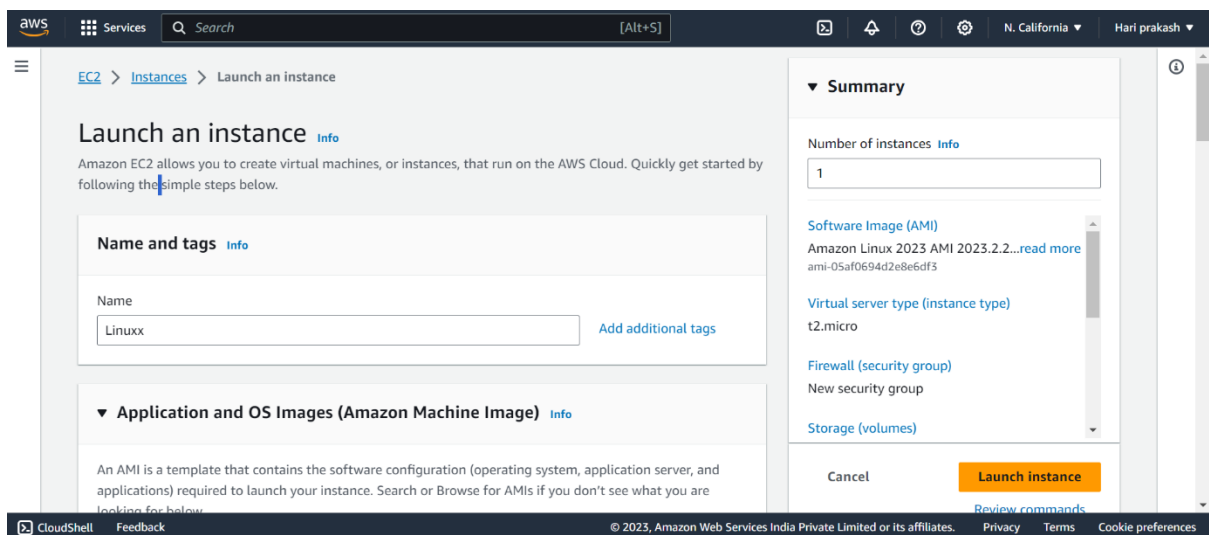 aws
Services
Search
[Alt+S]
N. California ▼
Hari prakash ▼
EC2 > Instances > Launch an instance
Launch an instance Info
Amazon EC2 allows you to create virtual machines, or instances, that run on the AWS Cloud. Quickly get started by
following the simple steps below.
Name and tags Info
Name
Linuxx
Add additional tags
▼ Application and OS Images (Amazon Machine Image) Info
An AMI is a template that contains the software configuration (operating system, application server, and
applications) required to launch your instance. Search or Browse for AMIs if you don't see what you are
looking for below
▼ Summary
Number of instances Info
1
Software Image (AMI)
Amazon Linux 2023 AMI 2023.2.2...read more
ami-05af0694d2e8e6df3
Virtual server type (instance type)
t2.micro
Firewall (security group)
New security group
Storage (volumes)
Cancel
Launch instance
Review commands
CloudShell
Feedback
© 2023, Amazon Web Services India Private Limited or its affiliates.
Privacy
Terms
Cookie preferences